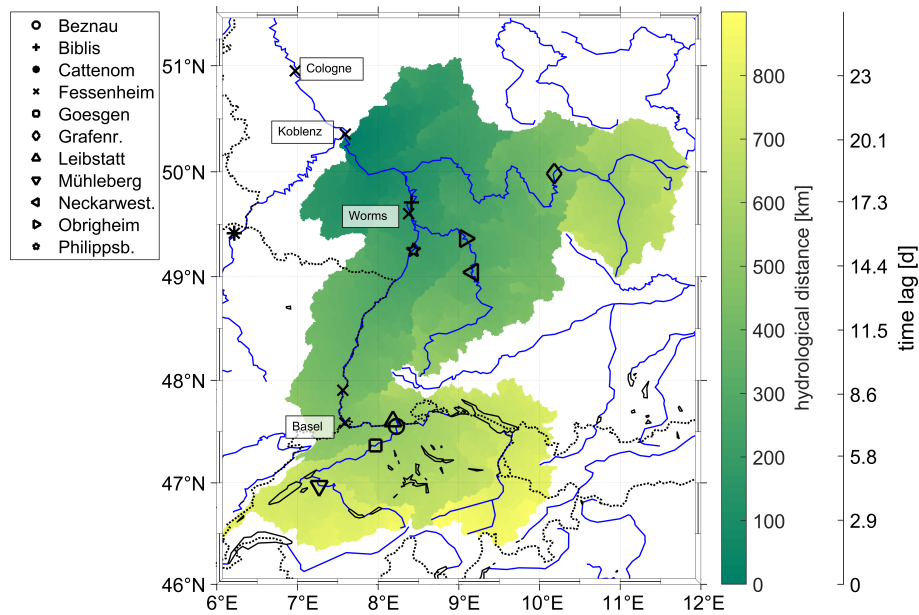 Beznau
Biblis
Cattenom
Fessenheim
Goesgen
Grafenr.
Leibstatt
Mühleberg
Neckarwest.
Obrigheim
Philippsb.
51°N
50°N
49°N
48°N
47°N
46°N
6°E
7°E
8°E
9°E
10°E
11°E
12°E
Cologne
Koblenz
Worms
Basel
800
700
600
500
400
300
200
100
0
hydrological distance [km]
23
20.1
17.3
14.4
11.5
8.6
5.8
2.9
0
time lag [d]